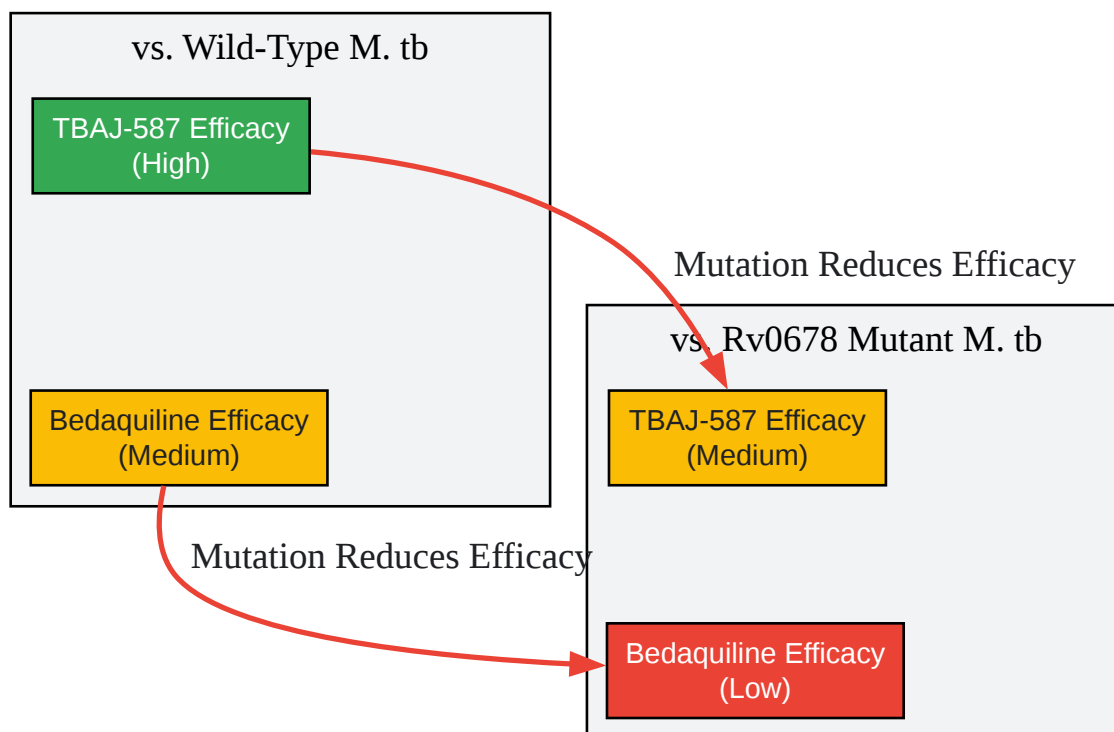 vs. Wild-Type M. tb
TBAJ-587 Efficacy
(High)
Bedaquiline Efficacy
(Medium)
Mutation Reduces Efficacy
vs. Rv0678 Mutant M. tb
TBAJ-587 Efficacy
(Medium)
Mutation Reduces Efficacy
Bedaquiline Efficacy
(Low)